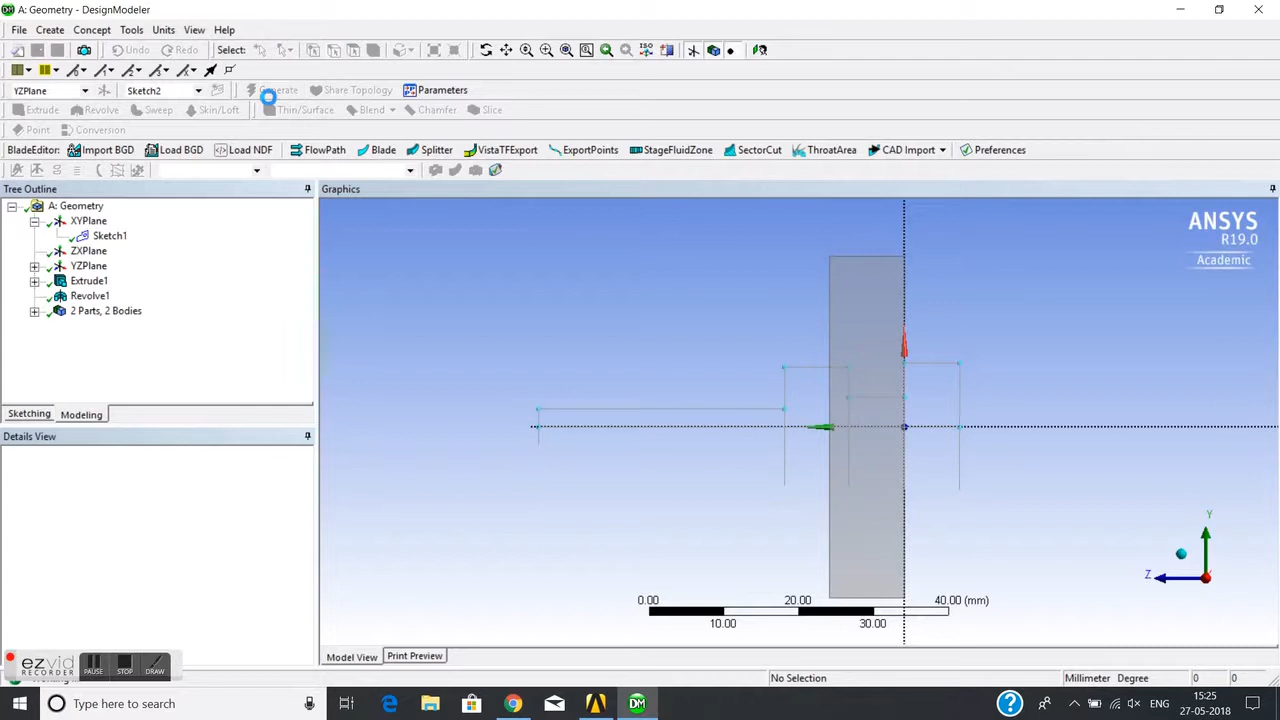 A: Geometry - DesignModeler
File Create Concept Tools Units View Help
Undo Redo Select: ISO
YZPlane Sketch2 Generate Share Topology Parameters
Extrude Revolve Sweep Skin/Loft Thin/Surface Blend Chamfer Slice
Point Conversion
BladeEditor: Import BGD Load BGD Load NDF FlowPath Blade Splitter VistaTFExport ExportPoints StageFluidZone SectorCut ThroatArea CAD Import Preferences
Tree Outline
Graphics
A: Geometry
XYPlane
Sketch1
ZXPlane
YZPlane
Extrude1
Revolve1
2 Parts, 2 Bodies
ANSYS
R19.0
Academic
Sketching Modeling
Details View
Y
Z
0.00 20.00 40.00 (mm)
10.00 30.00
Model View Print Preview
ezvid
RECORDER
PAUSE STOP DRAW
No Selection Millimeter Degree 0 0
Type here to search
ENG
15:25
27-05-2018